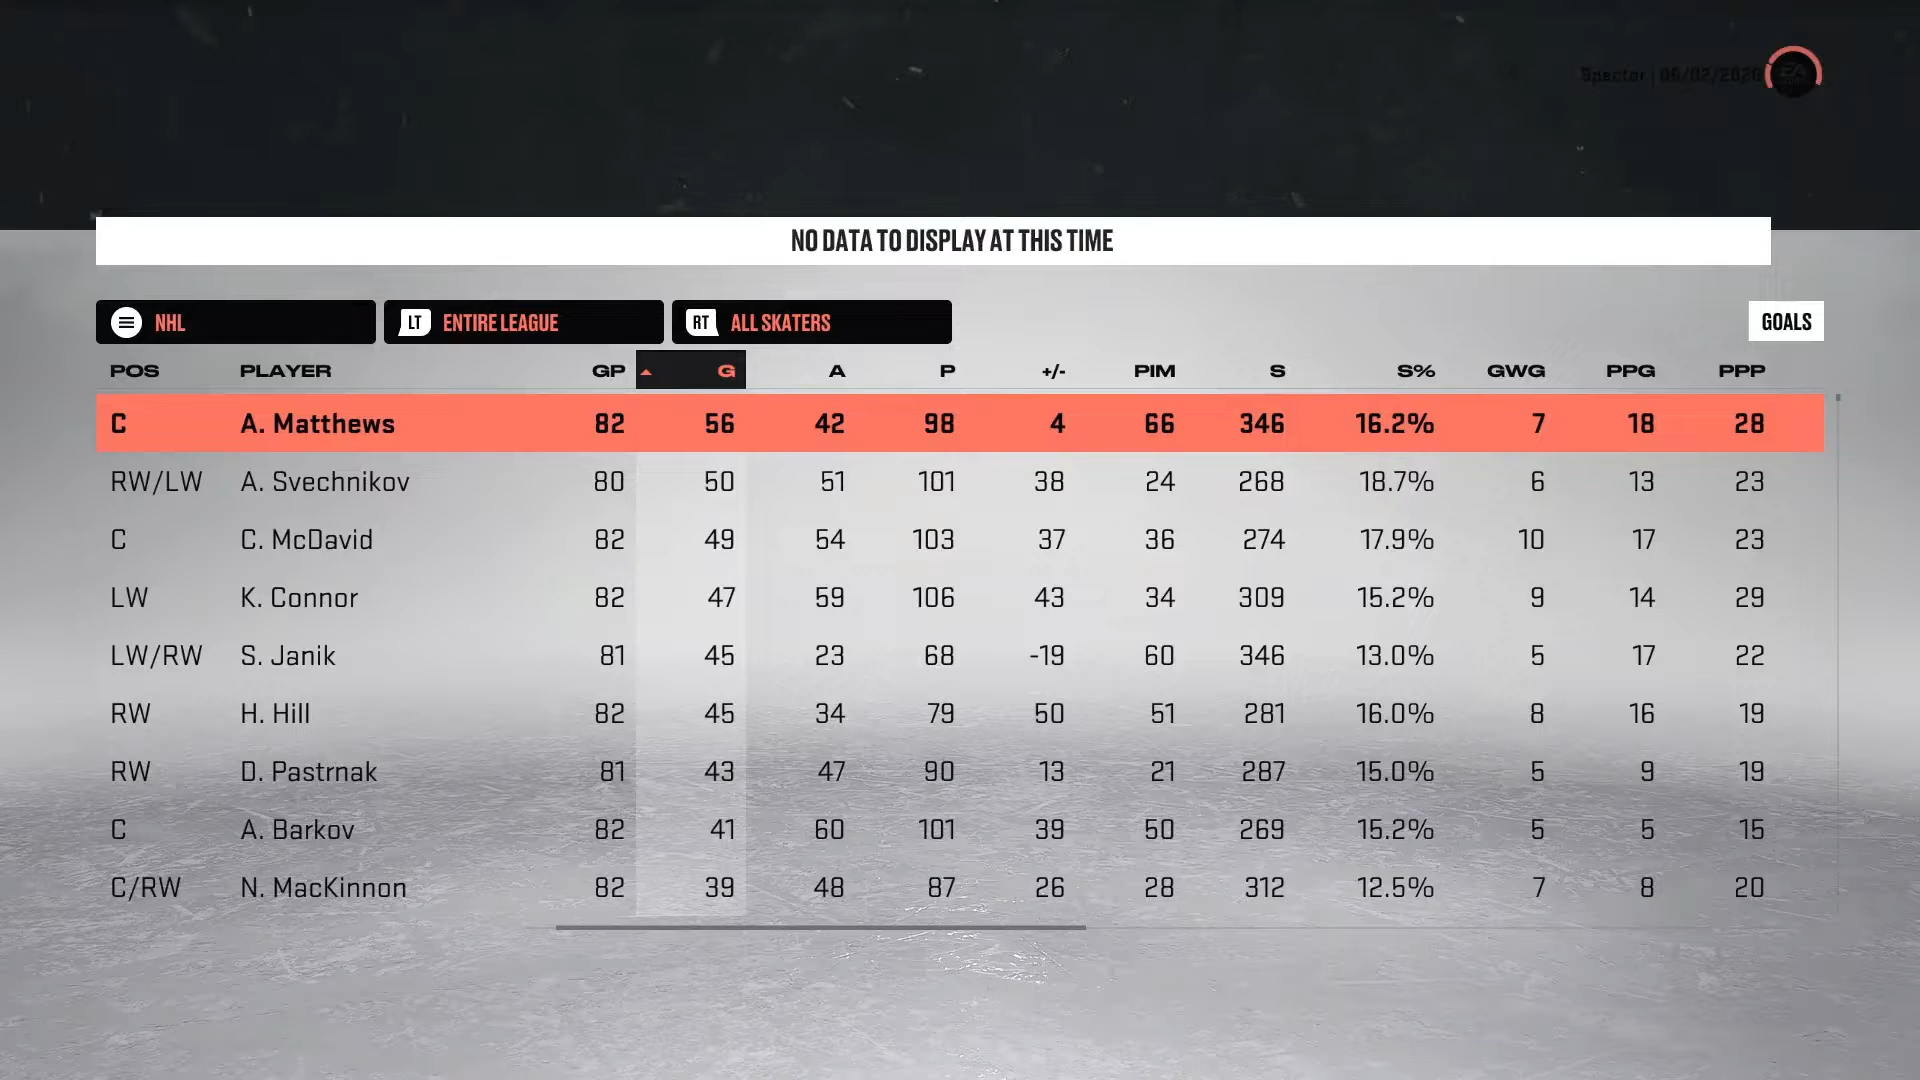 Spector | 06/02/2026
EA
NO DATA TO DISPLAY AT THIS TIME
NHL LT ENTIRE LEAGUE RT ALL SKATERS GOALS
POS PLAYER GP G A P +/- PIM S S% GWG PPG PPP
C A. Matthews 82 56 42 98 4 66 346 16.2% 7 18 28
RW/LW A. Svechnikov 80 50 51 101 38 24 268 18.7% 6 13 23
C C. McDavid 82 49 54 103 37 36 274 17.9% 10 17 23
LW K. Connor 82 47 59 106 43 34 309 15.2% 9 14 29
LW/RW S. Janik 81 45 23 68 -19 60 346 13.0% 5 17 22
RW H. Hill 82 45 34 79 50 51 281 16.0% 8 16 19
RW D. Pastrnak 81 43 47 90 13 21 287 15.0% 5 9 19
C A. Barkov 82 41 60 101 39 50 269 15.2% 5 5 15
C/RW N. MacKinnon 82 39 48 87 26 28 312 12.5% 7 8 20